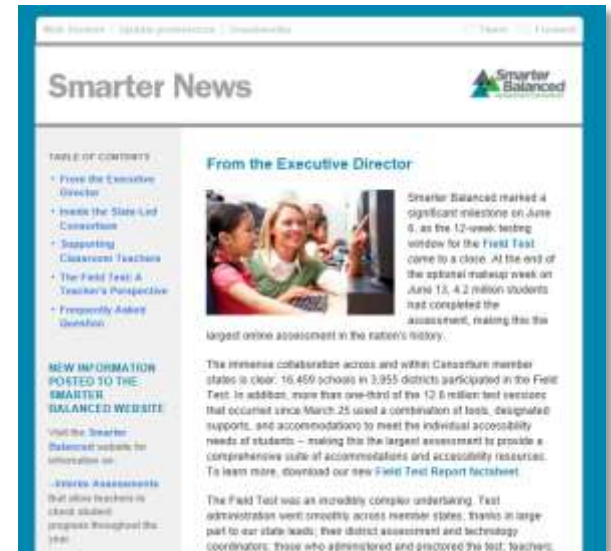 Smarter News
Smarter
Balanced
TABLE OF CONTENTS
• From the Executive
Director
• Inside the State-Led
Consortium
• Supporting
Classroom Teachers
• The Field Test: A
Teacher's Perspective
• Frequently Asked
Question
NEW INFORMATION
POSTED TO THE
SMARTER
BALANCED WEBSITE
Visit the Smarter
Balanced website for
information on:
-Interim Assessments
that allow teachers to
check student
progress throughout the
year.
From the Executive Director
Smarter Balanced marked a
significant milestone on June
6, as the 12-week testing
window for the Field Test
came to a close. At the end of
the optional makeup week on
June 13, 4.2 million students
had completed the
assessment, making this the
largest online assessment in the nation's history.
The immense collaboration across and within Consortium member
states is clear: 16,459 schools in 3,955 districts participated in the Field
Test. In addition, more than one-third of the 12.6 million test sessions
that occurred since March 25 used a combination of tools, designated
supports, and accommodations to meet the individual accessibility
needs of students – making this the largest assessment to provide a
comprehensive suite of accommodations and accessibility resources.
To learn more, download our new Field Test Report factsheet.
The Field Test was an incredibly complex undertaking. Test
administration went smoothly across member states, thanks in large
part to our state leads; their district assessment and technology
coordinators; those who administered and proctored the test; teachers;